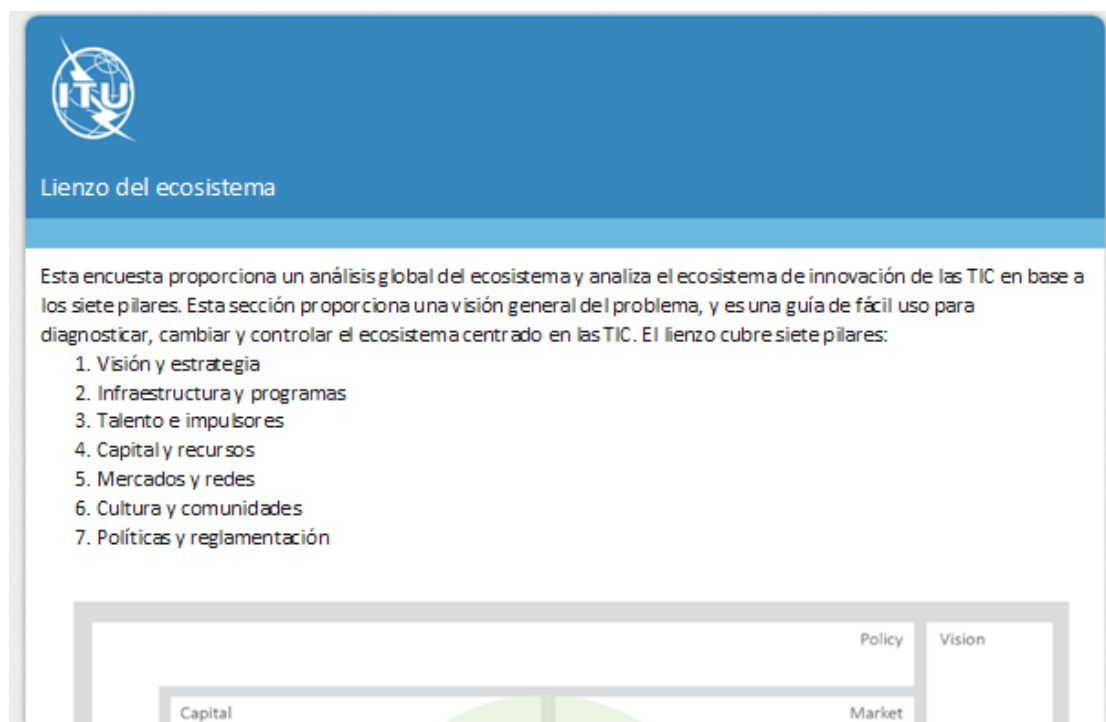 ITU
Lienzo del ecosistema
Esta encuesta proporciona un análisis global del ecosistema y analiza el ecosistema de innovación de las TIC en base a
los siete pilares. Esta sección proporciona una visión general del problema, y es una guía de fácil uso para
diagnosticar, cambiar y controlar el ecosistema centrado en las TIC. El lienzo cubre siete pilares:
1. Visión y estrategia
2. Infraestructura y programas
3. Talento e impulsores
4. Capital y recursos
5. Mercados y redes
6. Cultura y comunidades
7. Políticas y reglamentación
Policy Vision
Capital Market